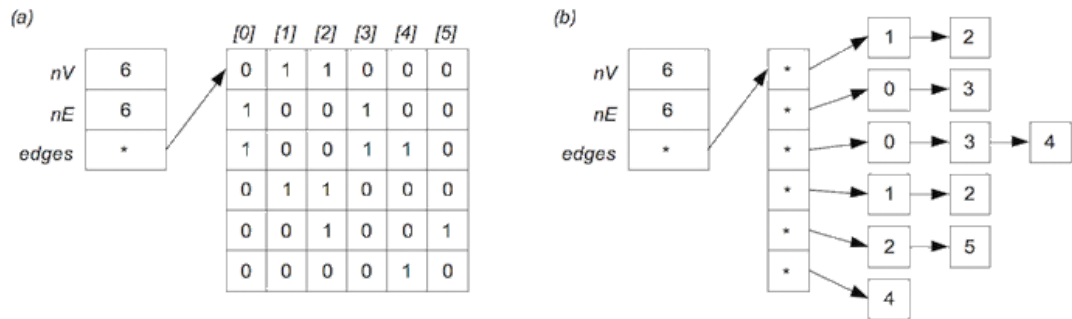 (a)
[0] [1] [2] [3] [4] [5]
nV 6
nE 6
edges *
0 1 1 0 0 0
1 0 0 1 0 0
1 0 0 1 1 0
0 1 1 0 0 0
0 0 1 0 0 1
0 0 0 0 1 0
(b)
nV 6
nE 6
edges *
* 1 2
* 0 3
* 0 3 4
* 1 2
* 2 5
* 4